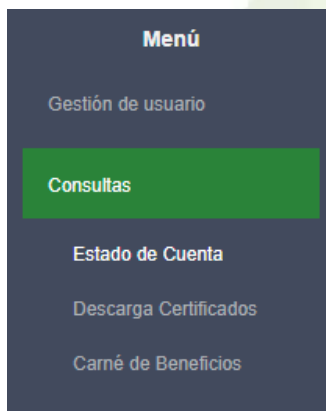 Menú
Gestión de usuario
Consultas
Estado de Cuenta
Descarga Certificados
Carné de Beneficios